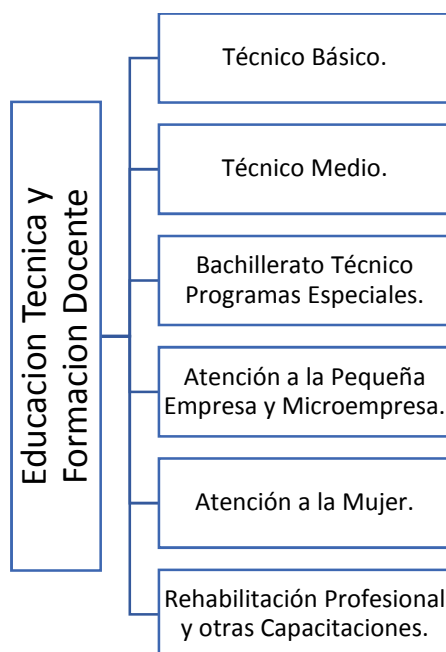 Educacion Tecnica y
Formacion Docente
Técnico Básico.
Técnico Medio.
Bachillerato Técnico
Programas Especiales.
Atención a la Pequeña
Empresa y Microempresa.
Atención a la Mujer.
Rehabilitación Profesional
y otras Capacitaciones.